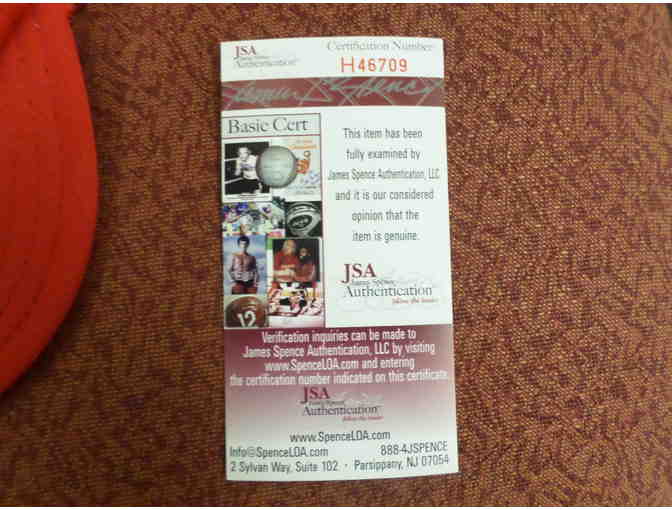 JSA
James Spence
Authentication
Certification Number:
H46709
Basic Cert
This item has been
fully examined by
James Spence Authentication, LLC
and it is our considered
opinion that the
item is genuine.
JSA
James Spence
Authentication
follow the leader
12
Verification inquiries can be made to
James Spence Authentication, LLC by visiting
www.SpenceLOA.com and entering
the certification number indicated on this certificate.
JSA
James Spence
Authentication
follow the leader
www.SpenceLOA.com
Info@SpenceLOA.com 888-4JSPENCE
2 Sylvan Way, Suite 102 · Parsippany, NJ 07054